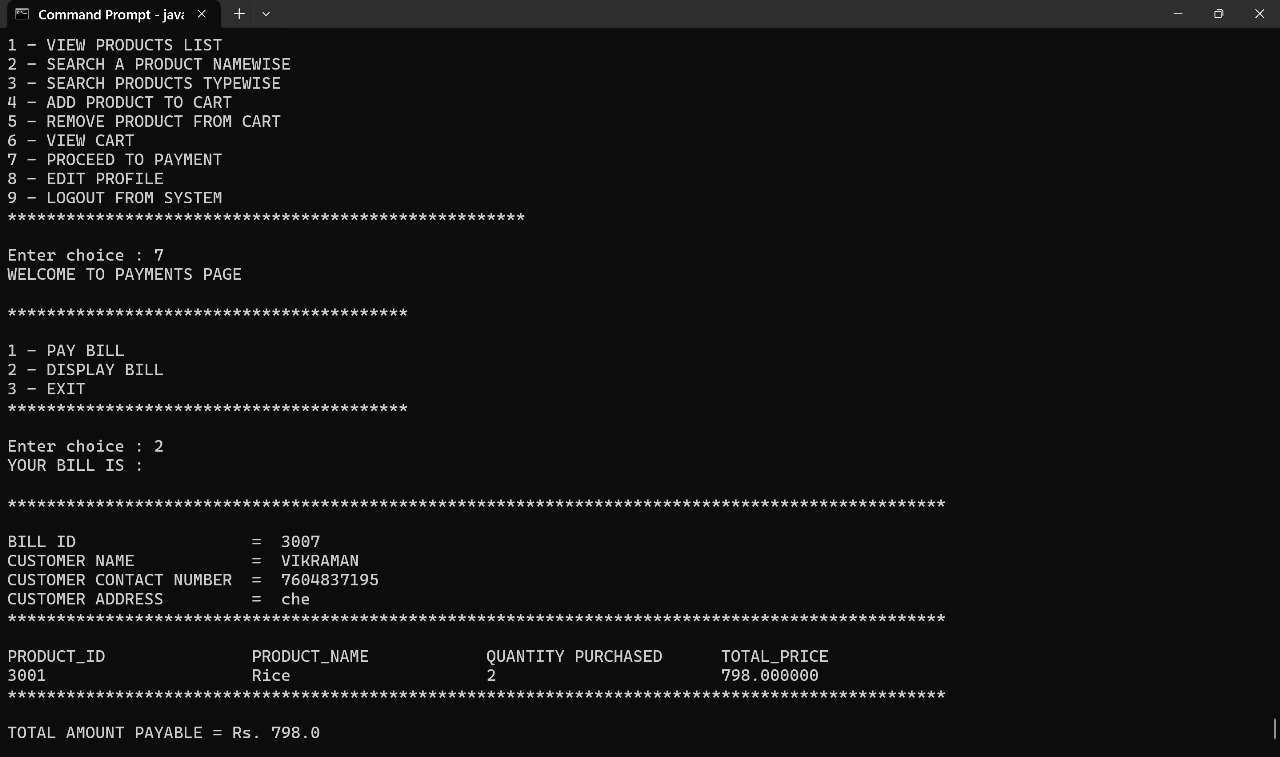 Command Prompt - java
1 - VIEW PRODUCTS LIST
2 - SEARCH A PRODUCT NAMEWISE
3 - SEARCH PRODUCTS TYPEWISE
4 - ADD PRODUCT TO CART
5 - REMOVE PRODUCT FROM CART
6 - VIEW CART
7 - PROCEED TO PAYMENT
8 - EDIT PROFILE
9 - LOGOUT FROM SYSTEM
*****************************************************
Enter choice : 7
WELCOME TO PAYMENTS PAGE
*****************************************
1 - PAY BILL
2 - DISPLAY BILL
3 - EXIT
*****************************************
Enter choice : 2
YOUR BILL IS :
************************************************************************************************
BILL ID = 3007
CUSTOMER NAME = VIKRAMAN
CUSTOMER CONTACT NUMBER = 7604837195
CUSTOMER ADDRESS = che
************************************************************************************************
PRODUCT_ID PRODUCT_NAME QUANTITY PURCHASED TOTAL_PRICE
3001 Rice 2 798.000000
************************************************************************************************
TOTAL AMOUNT PAYABLE = Rs. 798.0